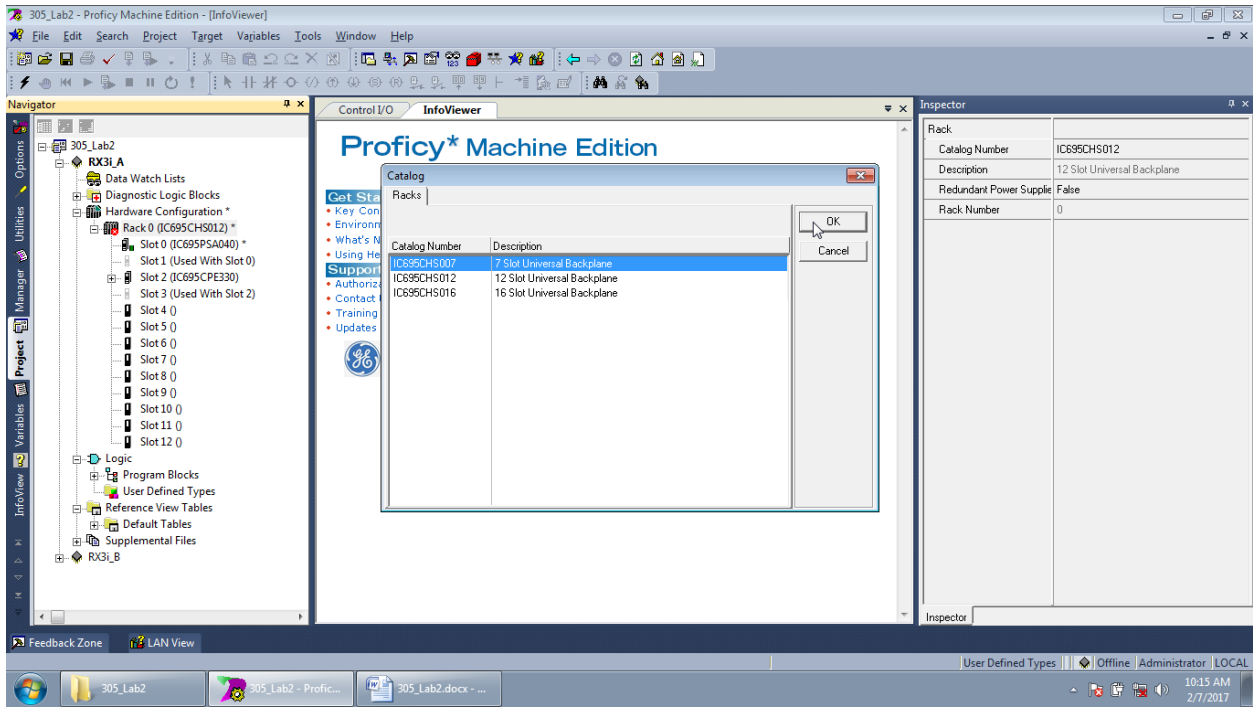 305_Lab2 - Proficy Machine Edition - [InfoViewer]
File Edit Search Project Target Variables Tools Window Help
Navigator
305_Lab2
RX3i_A
Data Watch Lists
Diagnostic Logic Blocks
Hardware Configuration *
Rack 0 (IC695CHS012) *
Slot 0 (IC695PSA040) *
Slot 1 (Used With Slot 0)
Slot 2 (IC695CPE330)
Slot 3 (Used With Slot 2)
Slot 4 ()
Slot 5 ()
Slot 6 ()
Slot 7 ()
Slot 8 ()
Slot 9 ()
Slot 10 ()
Slot 11 ()
Slot 12 ()
Logic
Program Blocks
User Defined Types
Reference View Tables
Default Tables
Supplemental Files
RX3i_B
Options
Utilities
Manager
Project
Variables
InfoView
Control I/O InfoViewer
Proficy* Machine Edition
Get Sta
• Key Con
• Environm
• What's N
• Using He
Support
• Authoriza
• Contact
• Training
• Updates
Catalog
Racks
Catalog Number Description
IC695CHS007 7 Slot Universal Backplane
IC695CHS012 12 Slot Universal Backplane
IC695CHS016 16 Slot Universal Backplane
OK
Cancel
Inspector
Rack
Catalog Number IC695CHS012
Description 12 Slot Universal Backplane
Redundant Power Supplie False
Rack Number 0
Inspector
Feedback Zone LAN View
User Defined Types Offline Administrator LOCAL
305_Lab2 305_Lab2 - Profic... 305_Lab2.docx - ...
10:15 AM
2/7/2017